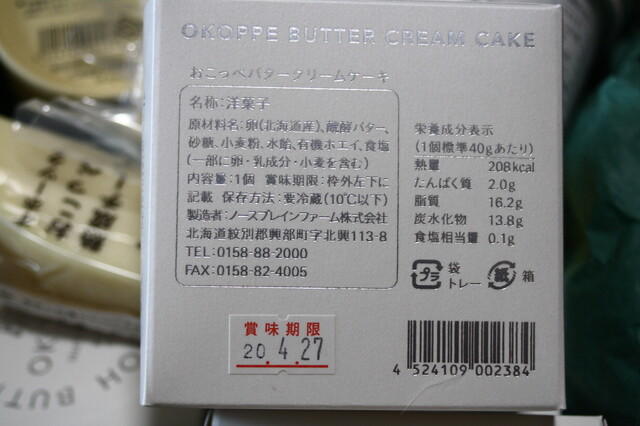 OKOPPE BUTTER CREAM CAKE
おこっぺバタークリームケーキ
名称:洋菓子
原材料名:卵(北海道産)、醗酵バター、
砂糖、小麦粉、水飴、有機ホエイ、食塩
(一部に卵・乳成分・小麦を含む)
内容量:1個 賞味期限:枠外左下に
記載 保存方法:要冷蔵(10℃以下)
製造者:ノースプレインファーム株式会社
北海道紋別郡興部町字北興113-8
TEL:0158-88-2000
FAX:0158-82-4005
栄養成分表示
(1個標準40gあたり)
熱量 208kcal
たんぱく質 2.0g
脂質 16.2g
炭水化物 13.8g
食塩相当量 0.1g
プラ 袋 トレー 紙 箱
賞味期限
20.4.27
4 524109 002384